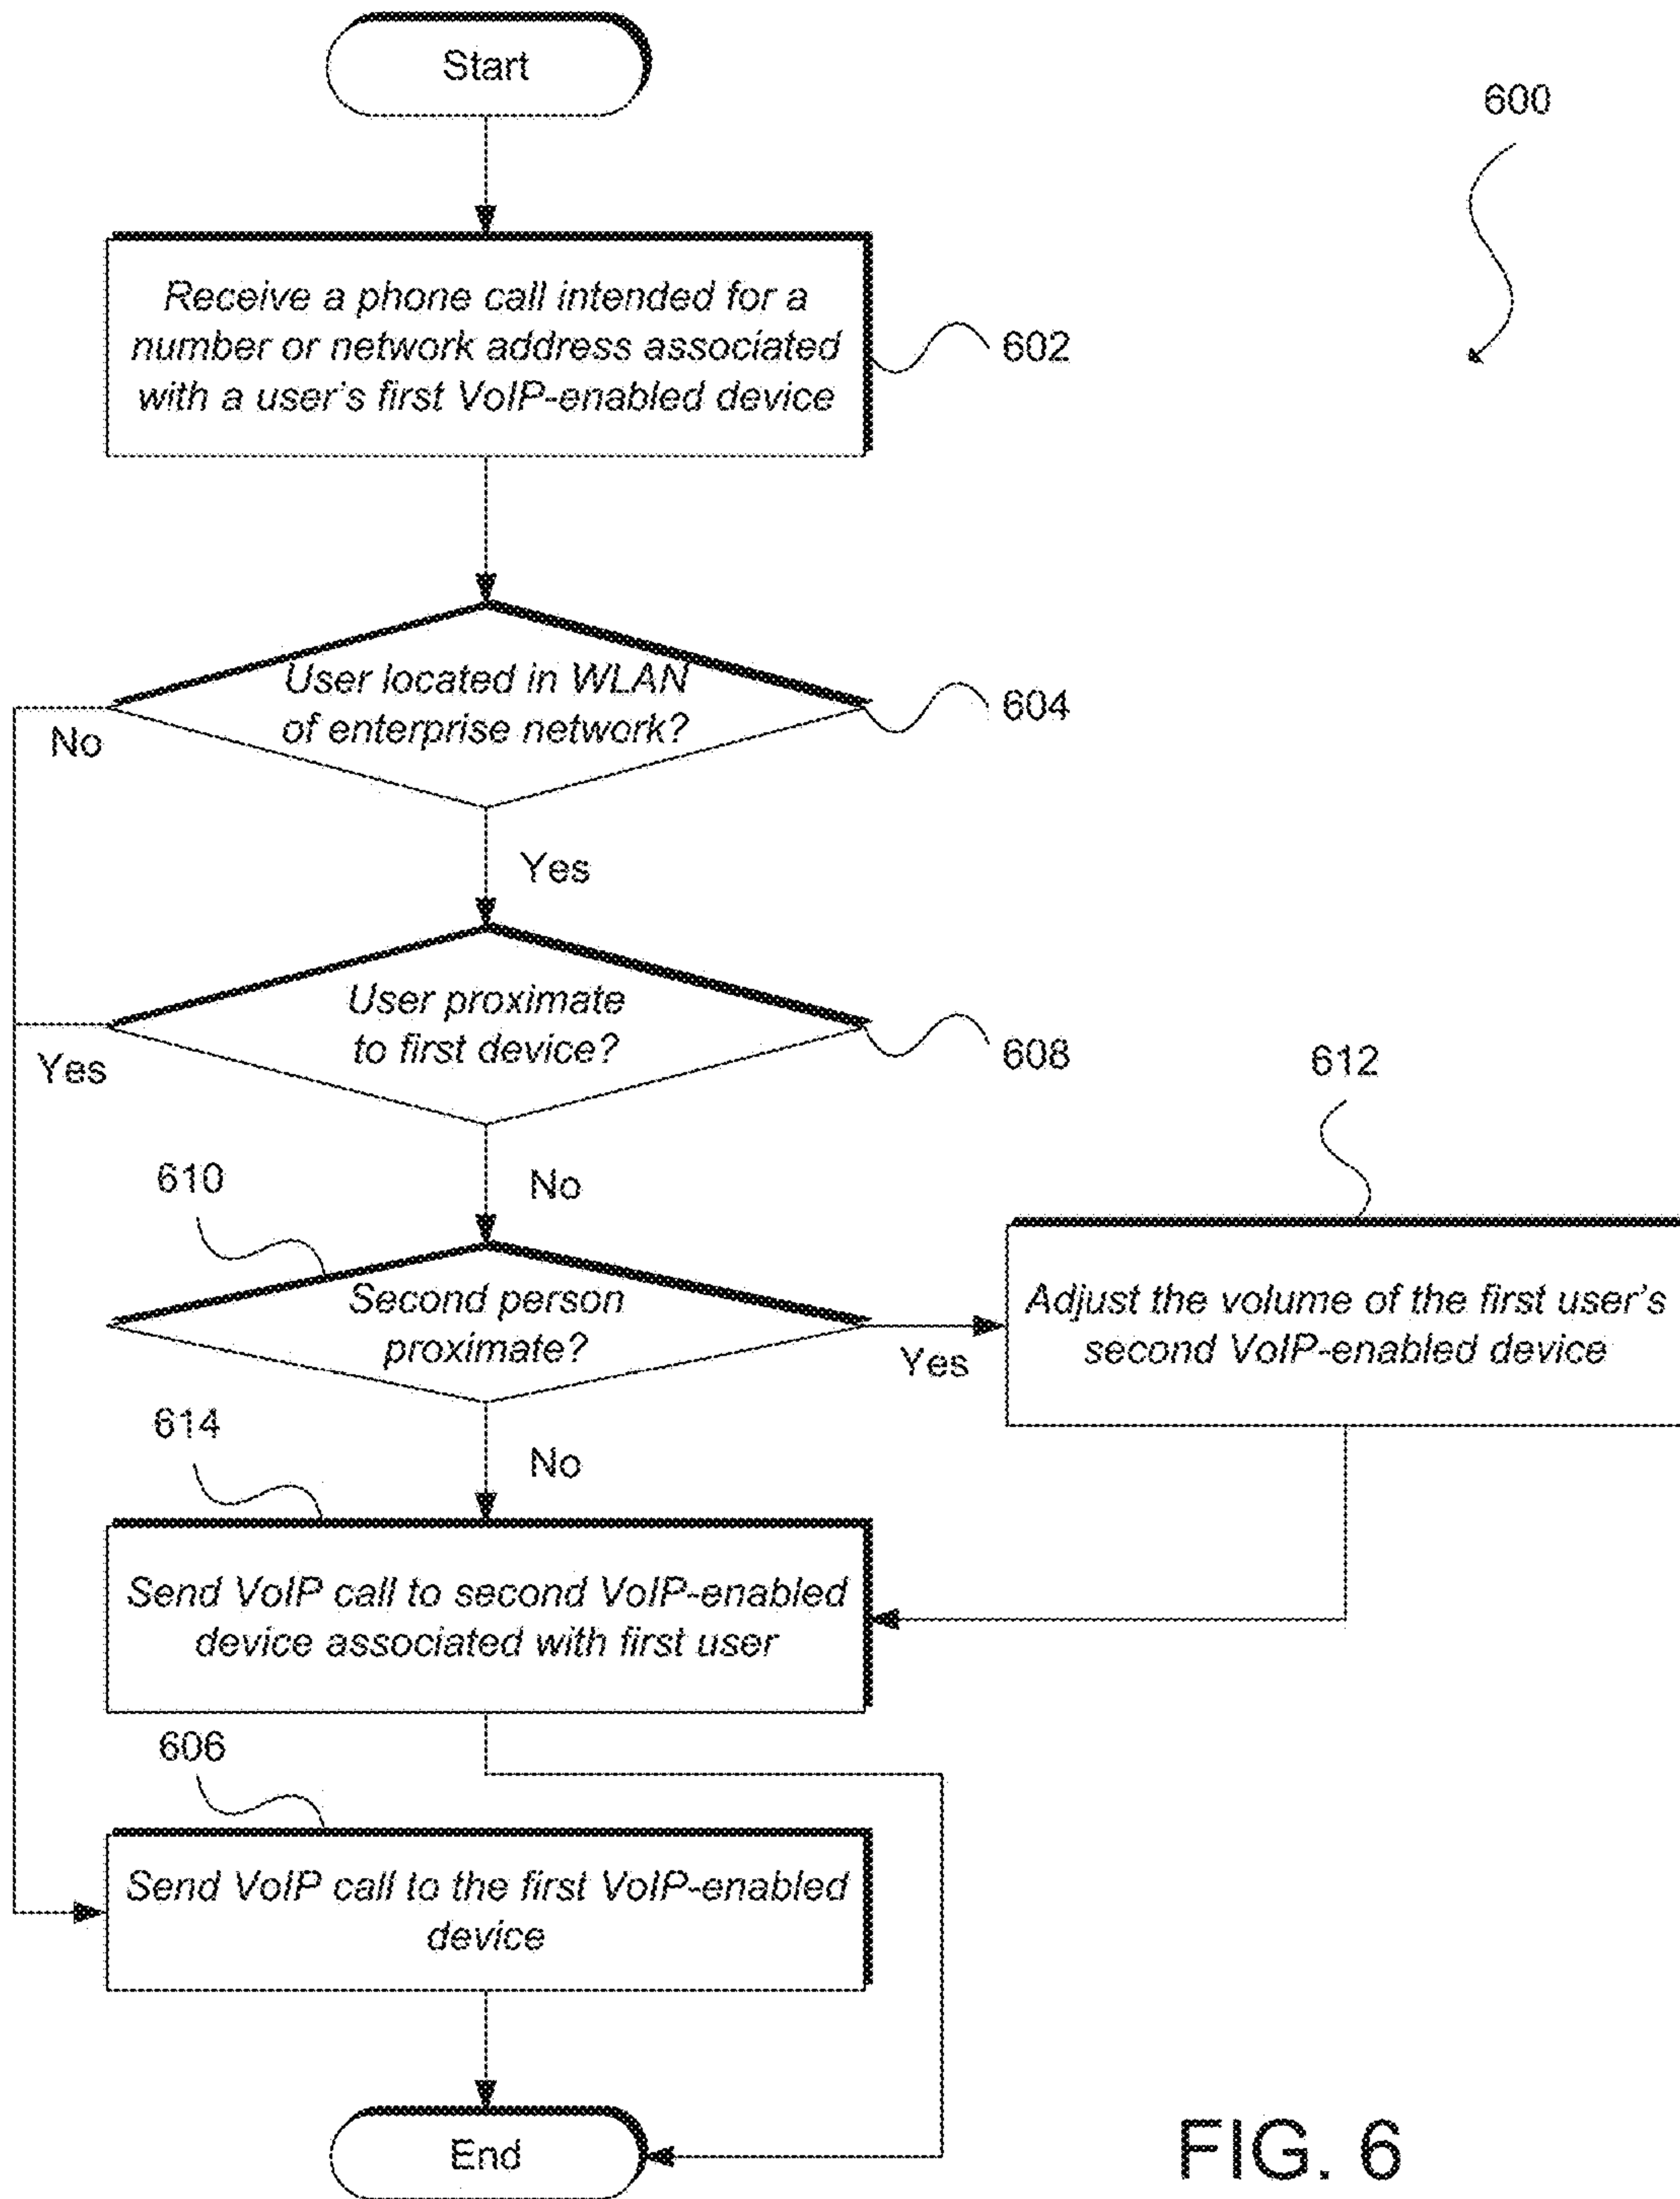 Start
600
Receive a phone call intended for a
number or network address associated
with a user's first VoIP-enabled device
602
User located in WLAN
of enterprise network?
604
No
Yes
User proximate
to first device?
608
Yes
612
610
No
Second person
proximate?
Yes
Adjust the volume of the first user's
second VoIP-enabled device
614
No
Send VoIP call to second VoIP-enabled
device associated with first user
606
Send VoIP call to the first VoIP-enabled
device
End
FIG. 6